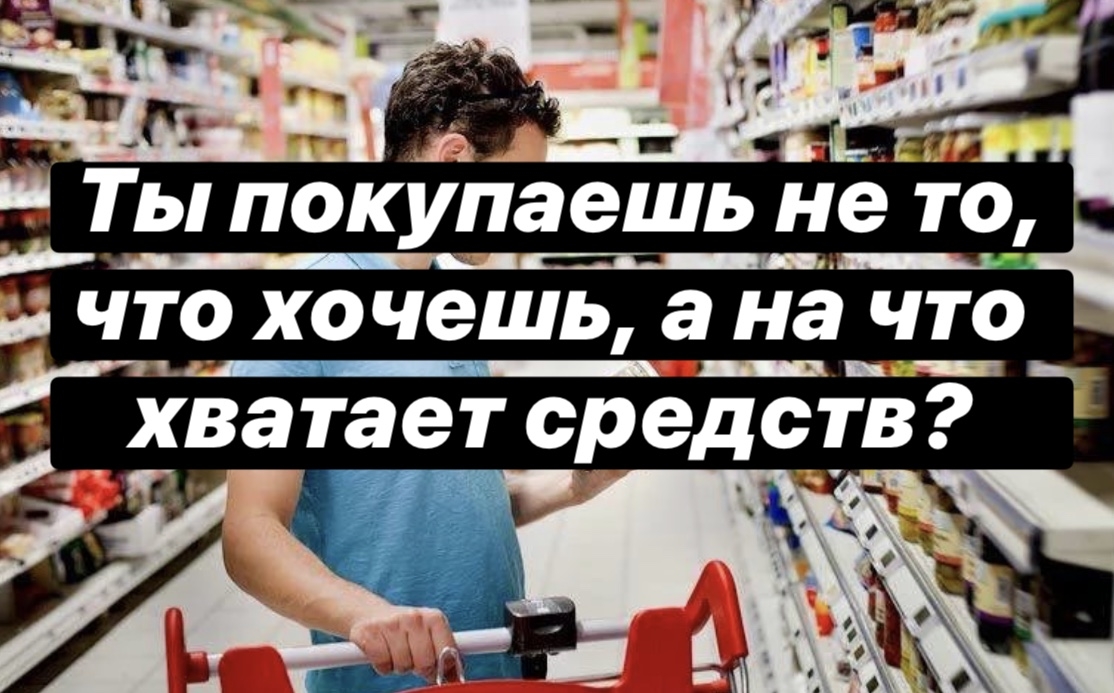 Ты покупаешь не то,
что хочешь, а на что
хватает средств?